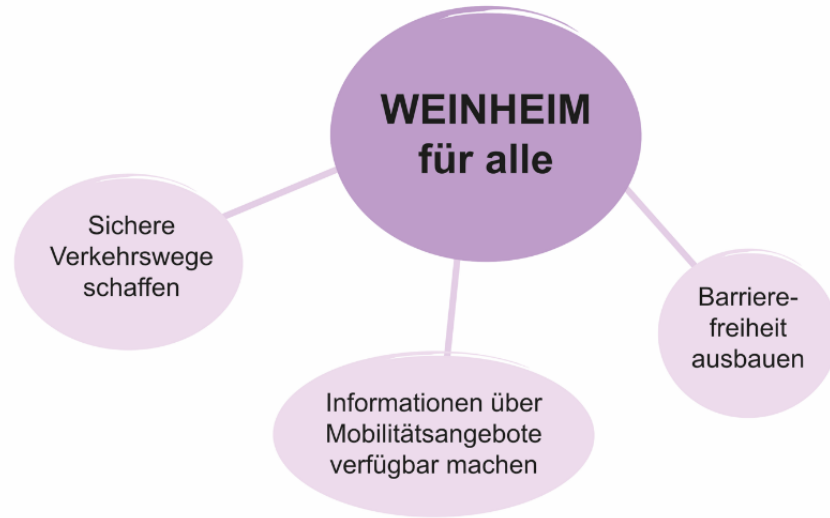 WEINHEIM
für alle
Sichere
Verkehrswege
schaffen
Informationen über
Mobilitätsangebote
verfügbar machen
Barriere-
freiheit
ausbauen